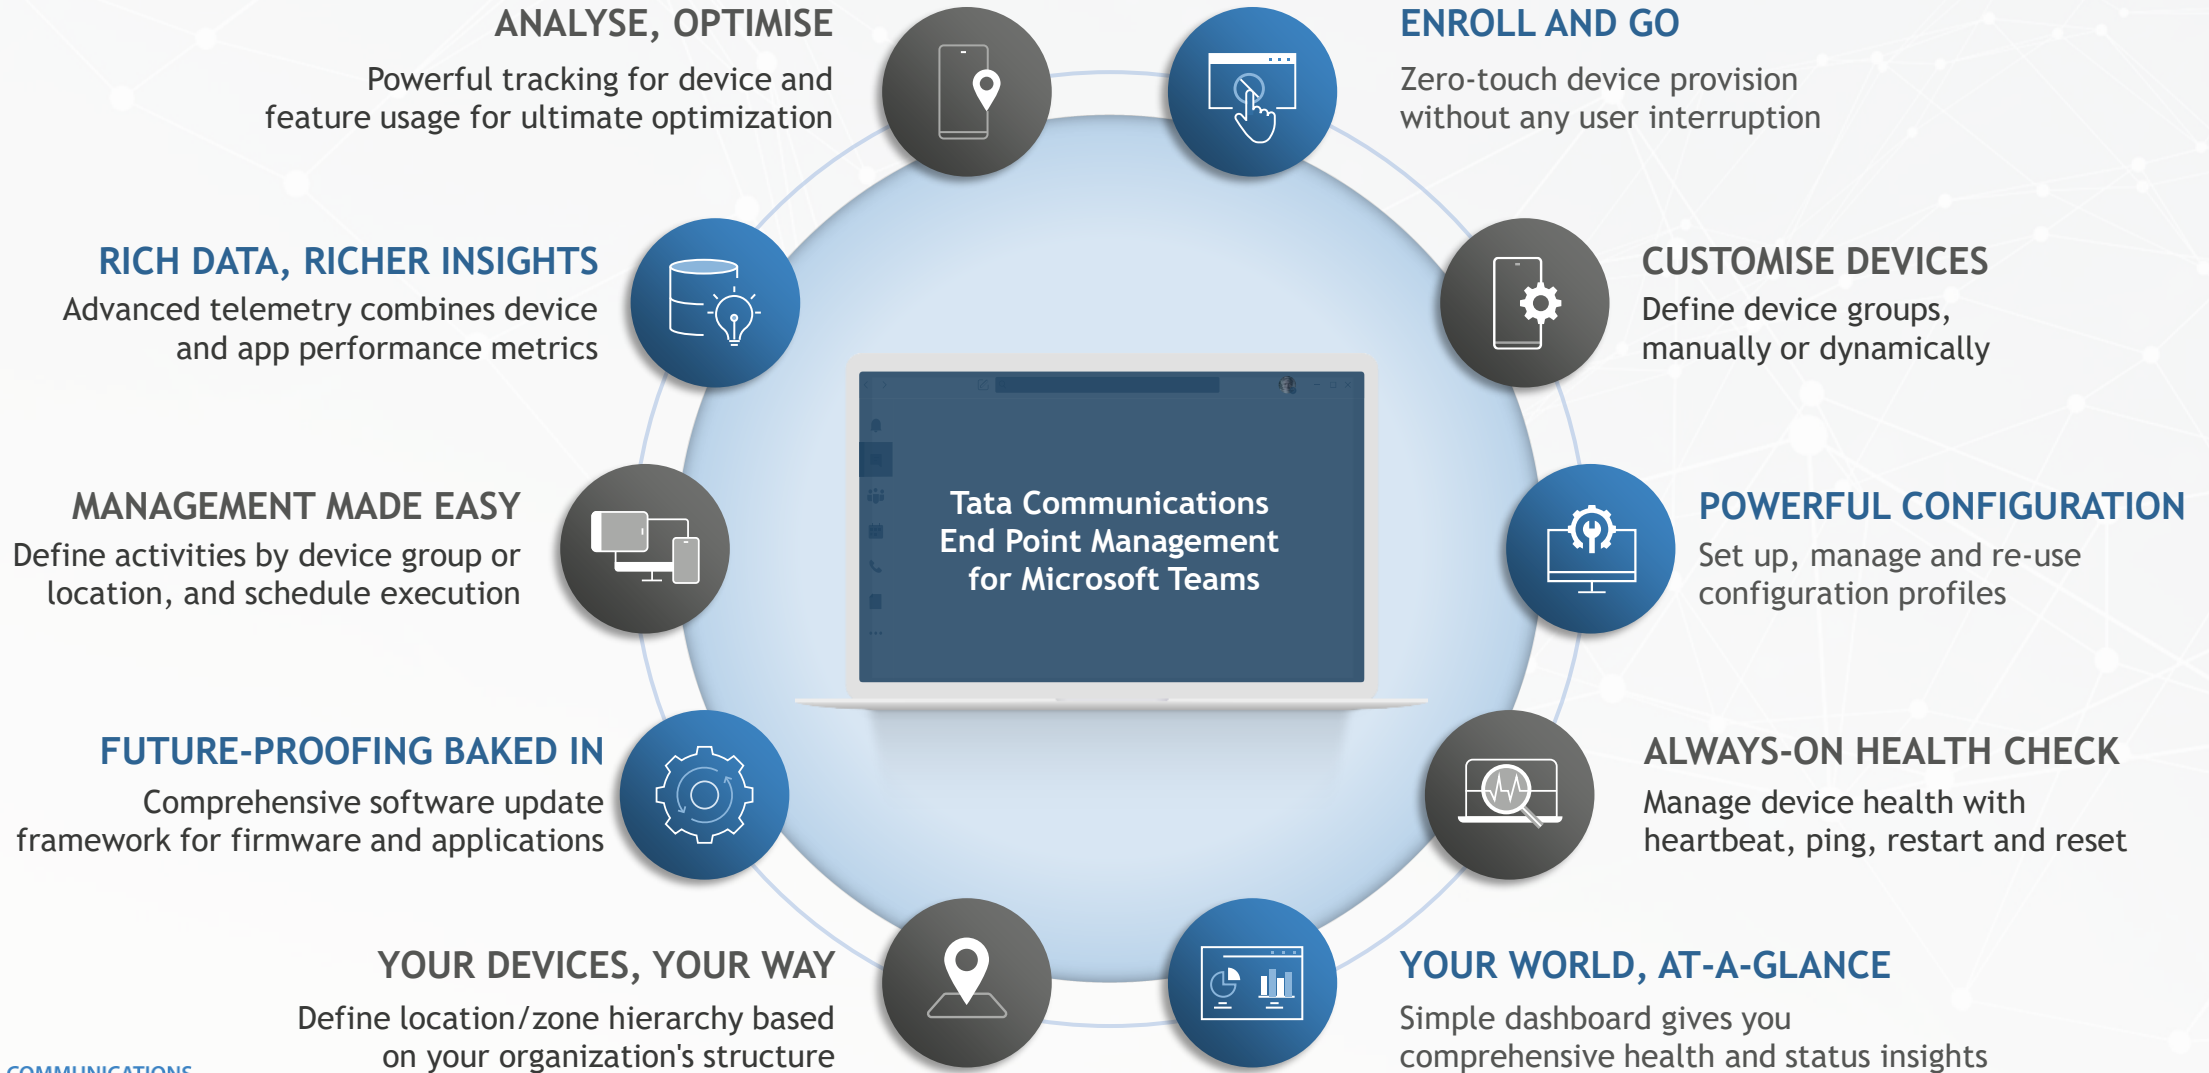 ANALYSE, OPTIMISE
Powerful tracking for device and
feature usage for ultimate optimization
ENROLL AND GO
Zero-touch device provision
without any user interruption
RICH DATA, RICHER INSIGHTS
Advanced telemetry combines device
and app performance metrics
CUSTOMISE DEVICES
Define device groups,
manually or dynamically
MANAGEMENT MADE EASY
Define activities by device group or
location, and schedule execution
Tata Communications
End Point Management
for Microsoft Teams
POWERFUL CONFIGURATION
Set up, manage and re-use
configuration profiles
FUTURE-PROOFING BAKED IN
Comprehensive software update
framework for firmware and applications
ALWAYS-ON HEALTH CHECK
Manage device health with
heartbeat, ping, restart and reset
YOUR DEVICES, YOUR WAY
Define location/zone hierarchy based
on your organization's structure
YOUR WORLD, AT-A-GLANCE
Simple dashboard gives you
comprehensive health and status insights
COMMUNICATIONS